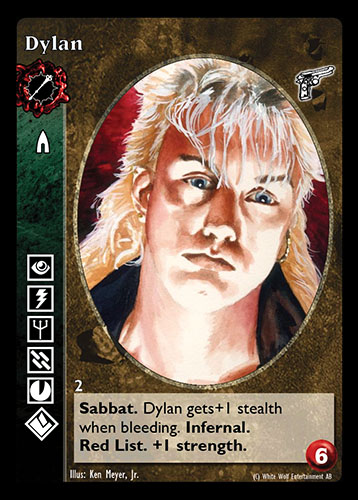 Dylan
2
Sabbat. Dylan gets+1 stealth
when bleeding. Infernal.
Red List. +1 strength.
6
Illus: Ken Meyer, Jr.
(C) White Wolf Entertainment AB